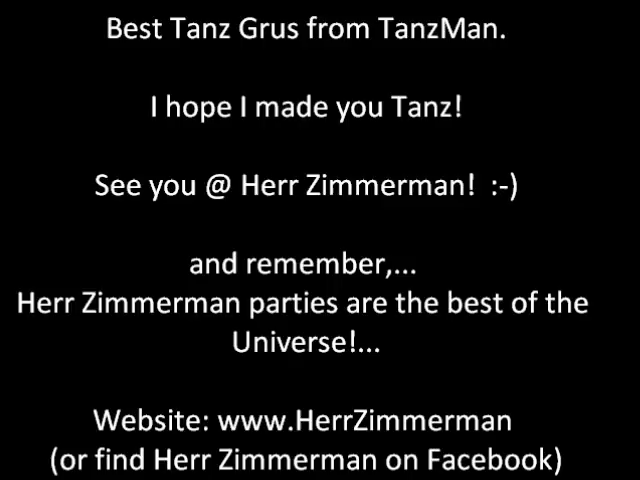 Best Tanz Grus from TanzMan.
I hope I made you Tanz!
See you @ Herr Zimmerman!  :-)
and remember,...
Herr Zimmerman parties are the best of the
Universe!...
Website: www.HerrZimmerman
(or find Herr Zimmerman on Facebook)